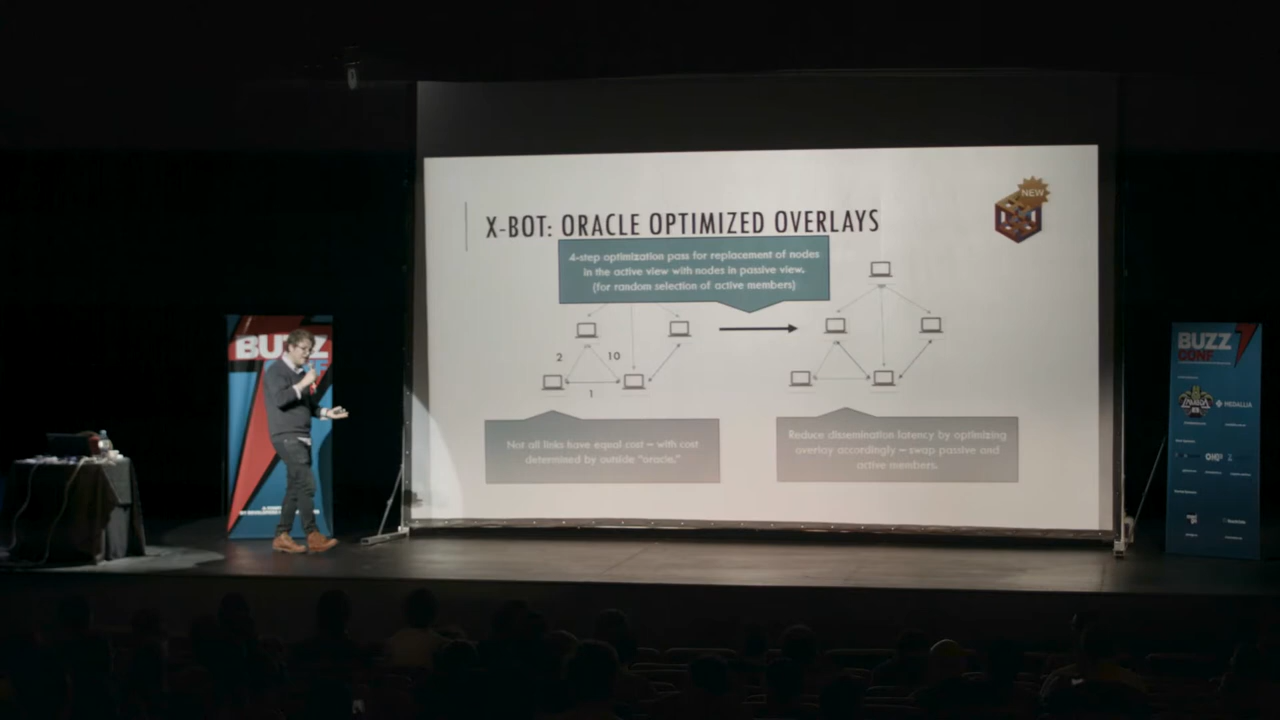 NEW
X-BOT: ORACLE OPTIMIZED OVERLAYS
4-step optimization pass for replacement of nodes
in the active view with nodes in passive view.
(for random selection of active members)
2
10
1
Not all links have equal cost – with cost
determined by outside "oracle."
Reduce dissemination latency by optimizing
overlay accordingly – swap passive and
active members.
BUZZ
CONF
BUZZ
CONF
MEDALLIA